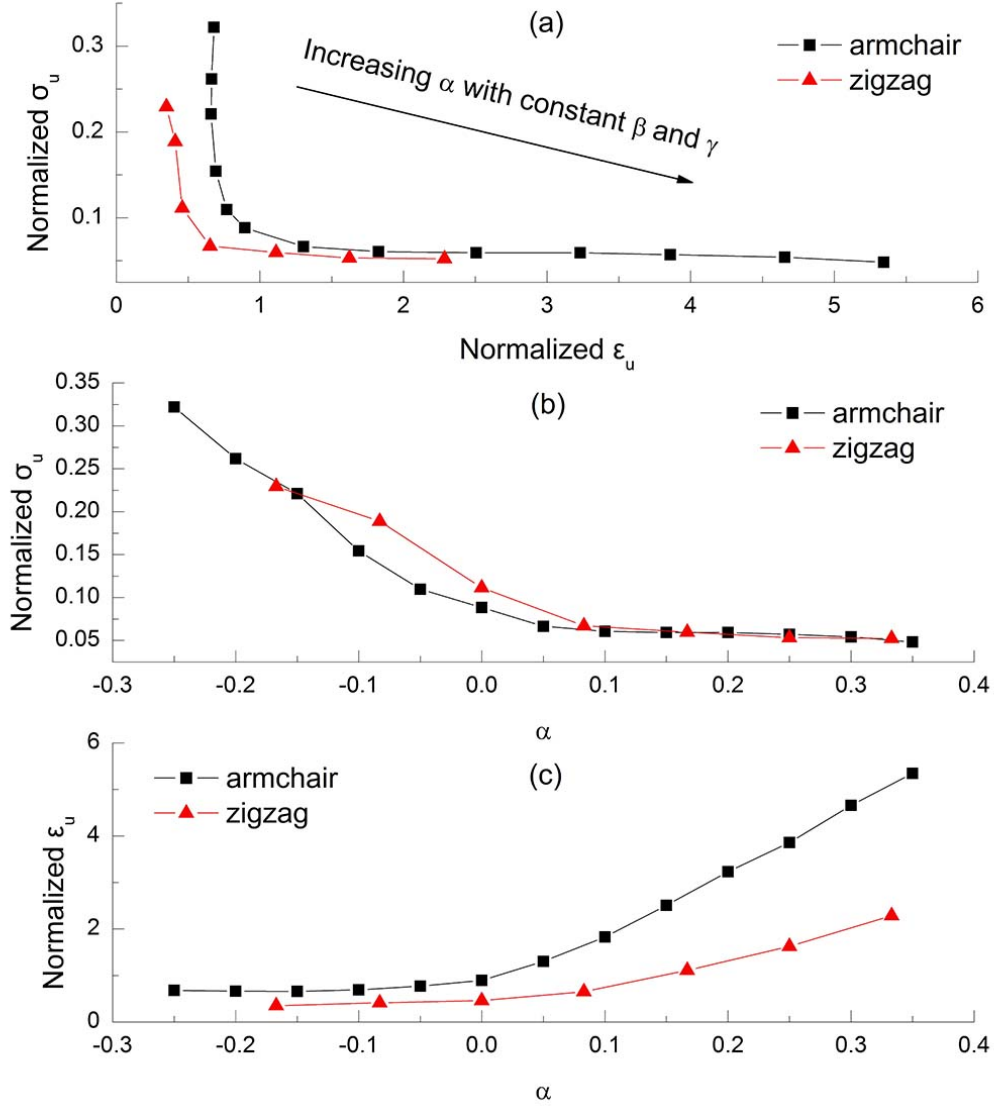 (a)
armchair
zigzag
Increasing α with constant β and γ
Normalized σu
0.3
0.2
0.1
0 1 2 3 4 5 6
Normalized εu
(b)
armchair
zigzag
Normalized σu
0.35
0.30
0.25
0.20
0.15
0.10
0.05
-0.3 -0.2 -0.1 0.0 0.1 0.2 0.3 0.4
α
(c)
armchair
zigzag
Normalized εu
6
4
2
0
-0.3 -0.2 -0.1 0.0 0.1 0.2 0.3 0.4
α